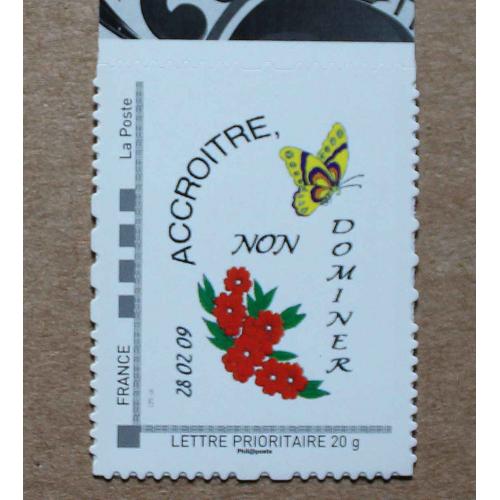 ACCROITRE,
NON
DOMINER
28 02 09
FRANCE
La Poste
LETTRE PRIORITAIRE 20 g
Phil@poste